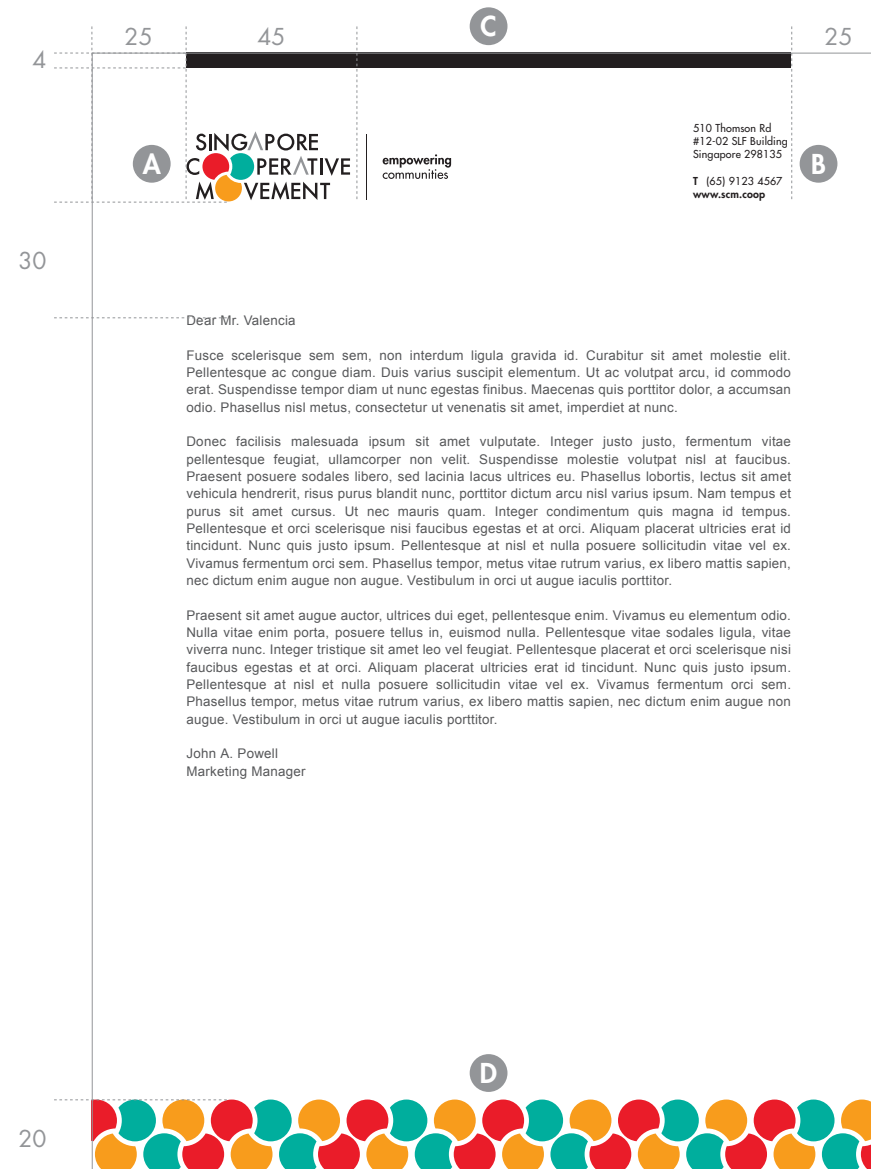 C
25 45 25
4
SINGAPORE
COOPERATIVE
MOVEMENT
empowering
communities
510 Thomson Rd
#12-02 SLF Building
Singapore 298135
T (65) 9123 4567
www.scm.coop
A
B
30
Dear Mr. Valencia
Fusce scelerisque sem sem, non interdum ligula gravida id. Curabitur sit amet molestie elit.
Pellentesque ac congue diam. Duis varius suscipit elementum. Ut ac volutpat arcu, id commodo
erat. Suspendisse tempor diam ut nunc egestas finibus. Maecenas quis porttitor dolor, a accumsan
odio. Phasellus nisl metus, consectetur ut venenatis sit amet, imperdiet at nunc.
Donec facilisis malesuada ipsum sit amet vulputate. Integer justo justo, fermentum vitae
pellentesque feugiat, ullamcorper non velit. Suspendisse molestie volutpat nisl at faucibus.
Praesent posuere sodales libero, sed lacinia lacus ultrices eu. Phasellus lobortis, lectus sit amet
vehicula hendrerit, risus purus blandit nunc, porttitor dictum arcu nisl varius ipsum. Nam tempus et
purus sit amet cursus. Ut nec mauris quam. Integer condimentum quis magna id tempus.
Pellentesque et orci scelerisque nisi faucibus egestas et at orci. Aliquam placerat ultricies erat id
tincidunt. Nunc quis justo ipsum. Pellentesque at nisl et nulla posuere sollicitudin vitae vel ex.
Vivamus fermentum orci sem. Phasellus tempor, metus vitae rutrum varius, ex libero mattis sapien,
nec dictum enim augue non augue. Vestibulum in orci ut augue iaculis porttitor.
Praesent sit amet augue auctor, ultrices dui eget, pellentesque enim. Vivamus eu elementum odio.
Nulla vitae enim porta, posuere tellus in, euismod nulla. Pellentesque vitae sodales ligula, vitae
viverra nunc. Integer tristique sit amet leo vel feugiat. Pellentesque placerat et orci scelerisque nisi
faucibus egestas et at orci. Aliquam placerat ultricies erat id tincidunt. Nunc quis justo ipsum.
Pellentesque at nisl et nulla posuere sollicitudin vitae vel ex. Vivamus fermentum orci sem.
Phasellus tempor, metus vitae rutrum varius, ex libero mattis sapien, nec dictum enim augue non
augue. Vestibulum in orci ut augue iaculis porttitor.
John A. Powell
Marketing Manager
D
20